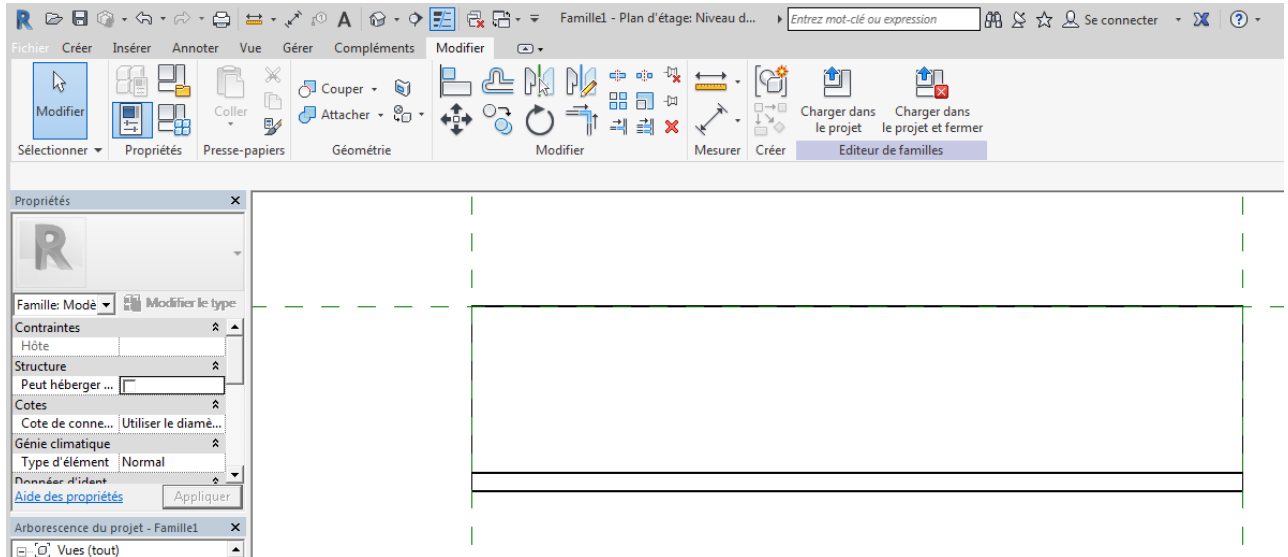 Famille1 - Plan d'étage: Niveau d...
Entrez mot-clé ou expression
Se connecter
Fichier Créer Insérer Annoter Vue Gérer Compléments Modifier
Modifier
Coller
Couper
Attacher
Charger dans
le projet
Charger dans
le projet et fermer
Sélectionner Propriétés Presse-papiers Géométrie Modifier Mesurer Créer Editeur de familles
Propriétés
Famille: Modè
Modifier le type
Contraintes
Hôte
Structure
Peut héberger ...
Cotes
Cote de conne... Utiliser le diamè...
Génie climatique
Type d'élément Normal
Données d'ident
Aide des propriétés Appliquer
Arborescence du projet - Famille1
Vues (tout)